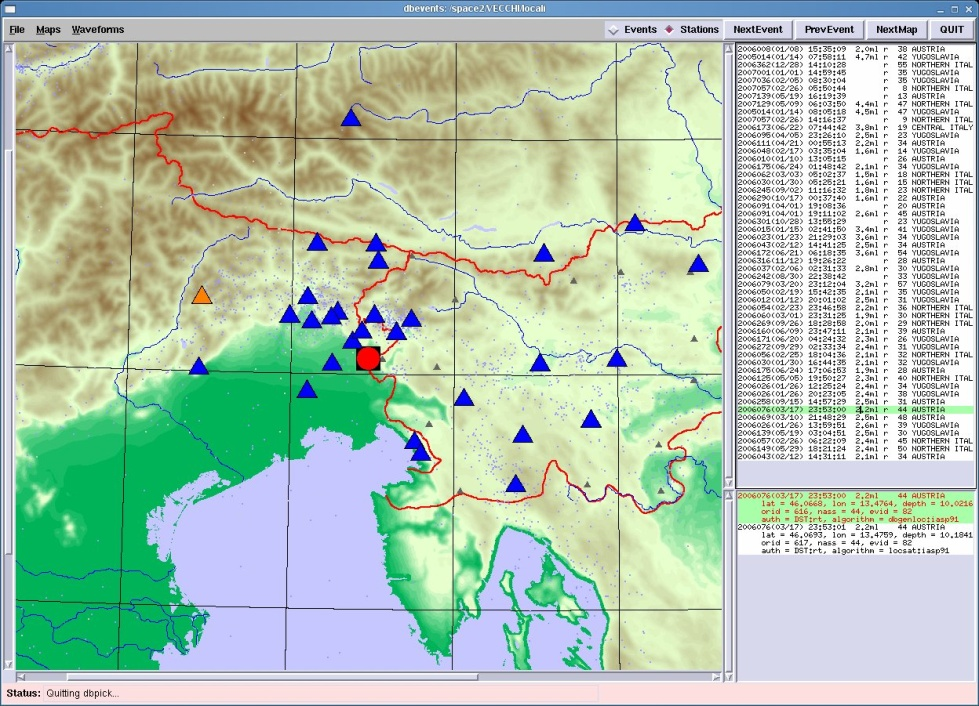 dbevents: /space2/VECCHI/locali
File Maps Waveforms Events Stations NextEvent PrevEvent NextMap QUIT
2006008(01/08) 15:35:09 2.0ml r 38 AUSTRIA
2005014(01/14) 07:58:11 4.7ml r 42 YUGOSLAVIA
2006362(12/28) 14:10:28 r 55 NORTHERN ITAL
2007001(01/01) 14:59:45 r 35 YUGOSLAVIA
2007036(02/05) 08:30:04 r 35 YUGOSLAVIA
2007057(02/26) 05:50:44 r 8 NORTHERN ITAL
2007139(05/19) 16:19:39 r 13 AUSTRIA
2007129(05/09) 06:03:50 4.4ml r 47 NORTHERN ITAL
2005014(01/14) 08:05:18 4.5ml r 47 YUGOSLAVIA
2007057(02/26) 14:16:37 r 9 NORTHERN ITAL
2006173(06/22) 07:44:42 3.8ml r 19 CENTRAL ITALY
2006095(04/05) 23:26:10 2.5ml r 23 YUGOSLAVIA
2006111(04/21) 00:55:13 2.2ml r 34 AUSTRIA
2006048(02/17) 03:35:04 1.6ml r 14 YUGOSLAVIA
2006010(01/10) 13:05:15 r 26 AUSTRIA
2006175(06/24) 01:48:42 2.1ml r 34 YUGOSLAVIA
2006062(03/03) 05:02:37 1.5ml r 18 NORTHERN ITAL
2006030(01/30) 05:25:21 1.6ml r 15 NORTHERN ITAL
2006245(09/02) 11:16:32 1.8ml r 23 NORTHERN ITAL
2006290(10/17) 00:37:40 1.6ml r 22 AUSTRIA
2006091(04/01) 19:08:36 r 20 AUSTRIA
2006091(04/01) 19:11:02 2.6ml r 45 AUSTRIA
2006301(10/28) 13:55:29 r 23 YUGOSLAVIA
2006015(01/15) 02:41:50 3.4ml r 41 YUGOSLAVIA
2006023(01/23) 21:29:03 3.6ml r 34 YUGOSLAVIA
2006043(02/12) 14:41:25 2.5ml r 34 AUSTRIA
2006172(06/21) 06:18:35 3.6ml r 54 YUGOSLAVIA
2006316(11/12) 19:26:22 r 28 AUSTRIA
2006037(02/06) 02:31:33 2.8ml r 30 YUGOSLAVIA
2006242(08/30) 22:38:42 r 33 YUGOSLAVIA
2006079(03/20) 23:12:04 3.2ml r 57 YUGOSLAVIA
2006050(02/19) 15:42:35 2.1ml r 35 YUGOSLAVIA
2006012(01/12) 20:01:02 2.5ml r 31 YUGOSLAVIA
2006054(02/23) 23:46:58 2.2ml r 36 NORTHERN ITAL
2006060(03/01) 23:31:25 1.9ml r 30 NORTHERN ITAL
2006269(09/26) 18:28:58 2.0ml r 29 NORTHERN ITAL
2006160(06/09) 23:47:11 2.1ml r 39 AUSTRIA
2006171(06/20) 04:24:32 2.3ml r 26 YUGOSLAVIA
2006272(09/29) 02:33:34 2.4ml r 31 YUGOSLAVIA
2006056(02/25) 18:04:36 2.1ml r 32 NORTHERN ITAL
2006030(01/30) 16:44:35 2.1ml r 32 YUGOSLAVIA
2006175(06/24) 17:06:53 1.9ml r 28 AUSTRIA
2006125(05/05) 19:50:27 2.3ml r 40 NORTHERN ITAL
2006026(01/26) 12:25:24 2.4ml r 34 YUGOSLAVIA
2006026(01/26) 20:23:05 2.4ml r 38 YUGOSLAVIA
2006258(09/15) 14:57:29 2.5ml r 31 AUSTRIA
2006076(03/17) 23:53:00 2.2ml r 44 AUSTRIA
2006069(03/10) 21:48:29 2.5ml r 48 AUSTRIA
2006026(01/26) 13:59:51 2.6ml r 39 YUGOSLAVIA
2006139(05/19) 03:04:51 2.5ml r 30 YUGOSLAVIA
2006057(02/26) 06:22:09 2.4ml r 45 NORTHERN ITAL
2006149(05/29) 18:21:24 2.4ml r 50 NORTHERN ITAL
2006043(02/12) 14:31:11 2.1ml r 34 AUSTRIA
2006076(03/17) 23:53:00 2.2ml 44 AUSTRIA
lat = 46.0668, lon = 13.4764, depth = 10.0216
orid = 616, nass = 44, evid = 82
auth = DST:rt, algorithm = dbgenloc:iasp91
2006076(03/17) 23:53:01 2.2ml 44 AUSTRIA
lat = 46.0693, lon = 13.4759, depth = 10.1841
orid = 617, nass = 44, evid = 82
auth = DST:rt, algorithm = locsat:iasp91
Status: Quitting dbpick...